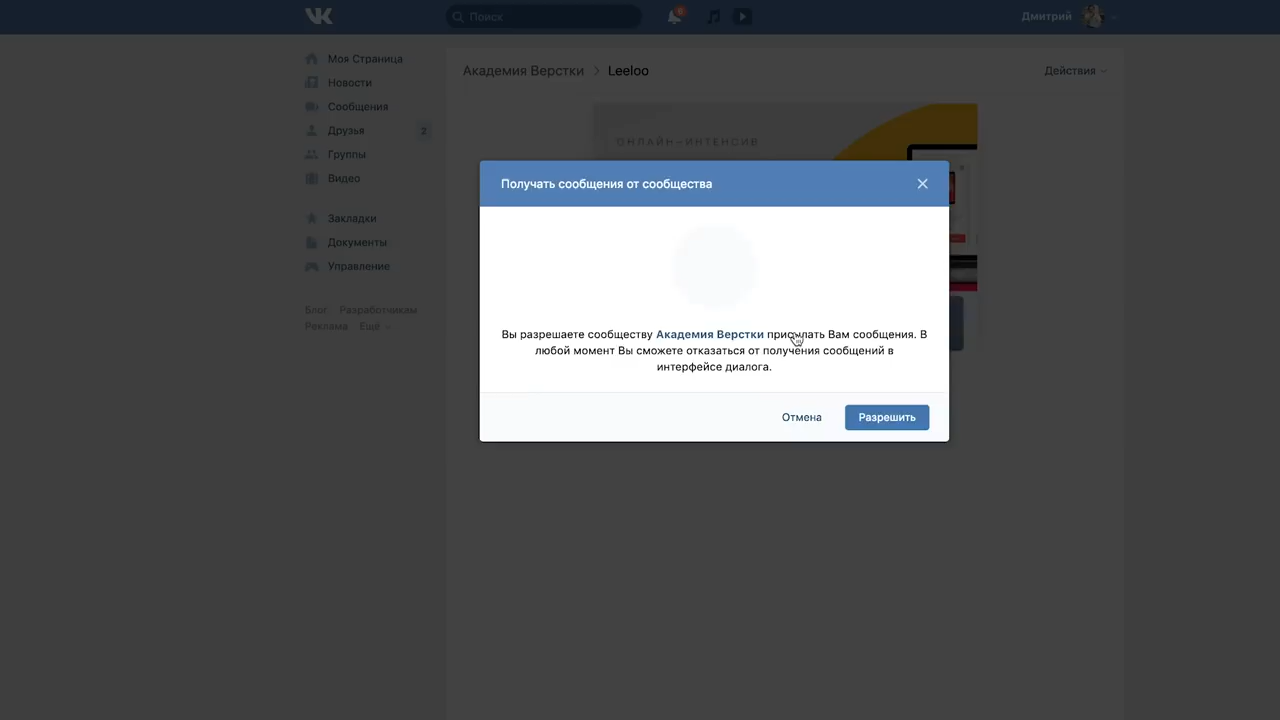 VK
Поиск
6
Дмитрий
Моя Страница
Новости
Сообщения
Друзья
2
Группы
Видео
Закладки
Документы
Управление
Блог Разработчикам
Реклама Ещё
Академия Верстки > Leeloo
Действия
ОНЛАЙН-ИНТЕНСИВ
Получать сообщения от сообщества
Вы разрешаете сообществу Академия Верстки присылать Вам сообщения. В
любой момент Вы сможете отказаться от получения сообщений в
интерфейсе диалога.
Отмена
Разрешить